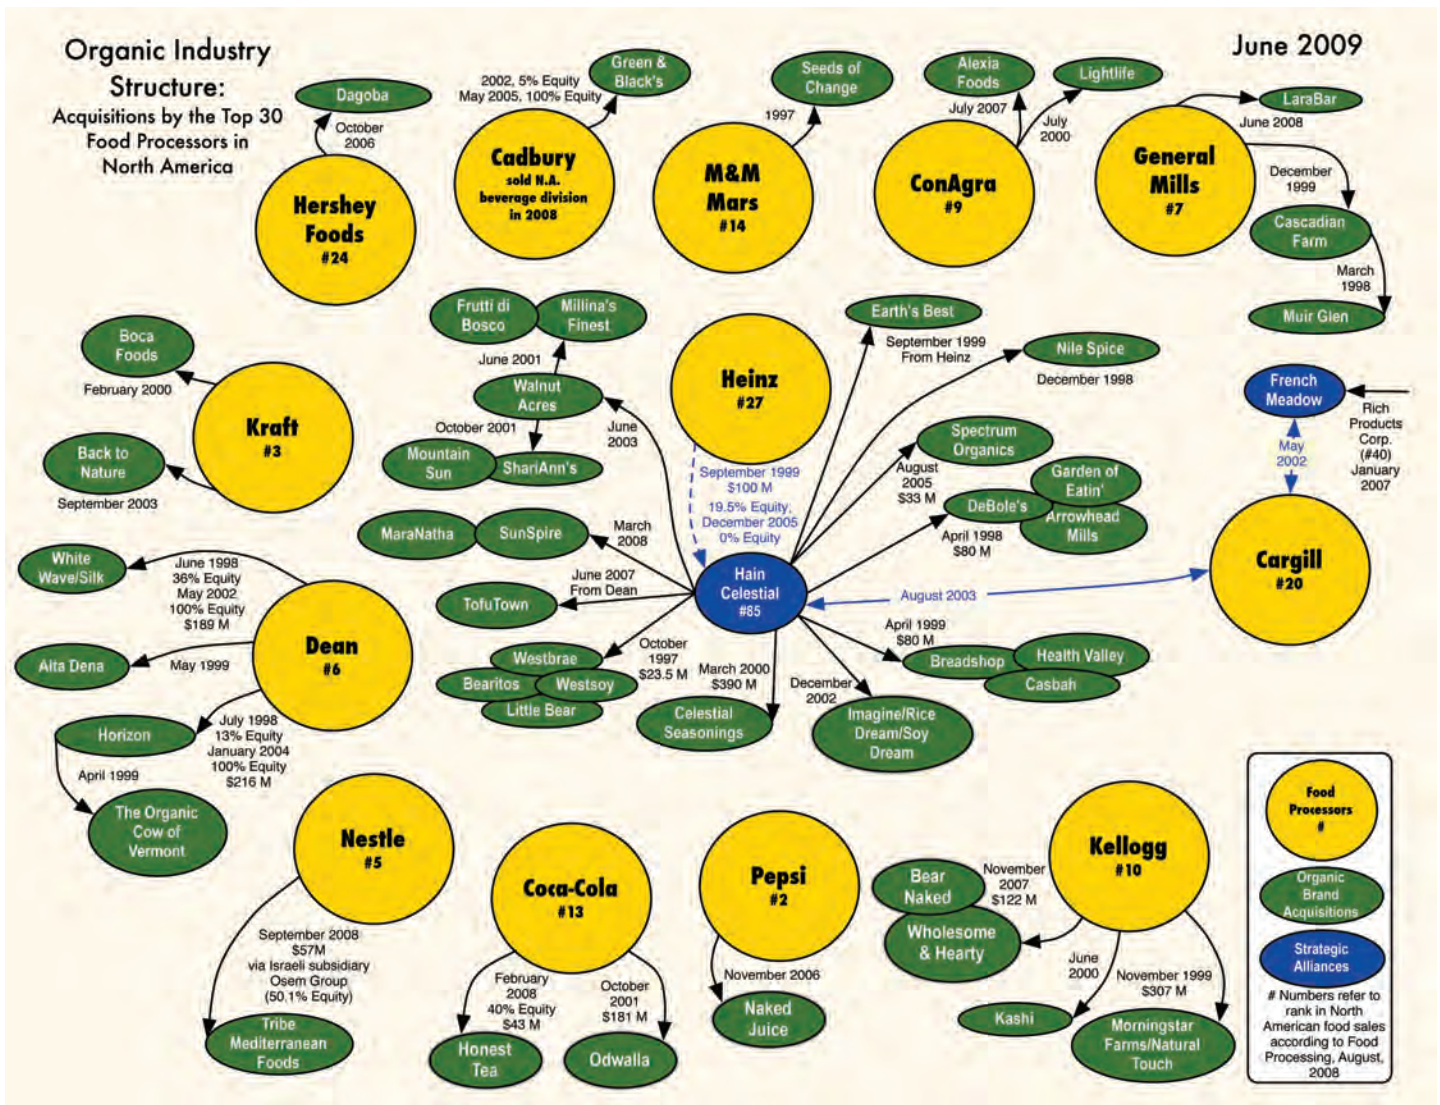 Organic Industry
Structure:
Acquisitions by the Top 30
Food Processors in
North America
June 2009
Dagoba
October
2006
Hershey
Foods
#24
2002, 5% Equity
May 2005, 100% Equity
Green &
Black's
Cadbury
sold N.A.
beverage division
in 2008
Seeds of
Change
1997
M&M
Mars
#14
Alexia
Foods
July 2007
Lightlife
July
2000
ConAgra
#9
LaraBar
June 2008
General
Mills
#7
December
1999
Cascadian
Farm
March
1998
Muir Glen
Boca
Foods
February 2000
Kraft
#3
Back to
Nature
September 2003
Frutti di
Bosco
Millina's
Finest
June 2001
Walnut
Acres
October 2001
June
2003
Mountain
Sun
ShariAnn's
Heinz
#27
September 1999
$100 M
19.5% Equity,
December 2005
0% Equity
Earth's Best
September 1999
From Heinz
Nile Spice
December 1998
Spectrum
Organics
August
2005
$33 M
Garden of
Eatin'
DeBole's
Arrowhead
Mills
April 1998
$80 M
French
Meadow
Rich
Products
Corp.
(#40)
January
2007
May
2002
Cargill
#20
August 2003
MaraNatha
SunSpire
March
2008
TofuTown
June 2007
From Dean
Hain
Celestial
#85
White
Wave/Silk
June 1998
36% Equity
May 2002
100% Equity
$189 M
Dean
#6
Alta Dena
May 1999
Horizon
July 1998
13% Equity
January 2004
100% Equity
$216 M
April 1999
The Organic
Cow of
Vermont
Westbrae
Bearitos
Westsoy
Little Bear
October
1997
$23.5 M
March 2000
$390 M
Celestial
Seasonings
December
2002
Imagine/Rice
Dream/Soy
Dream
April 1999
$80 M
Breadshop
Health Valley
Casbah
Nestle
#5
September 2008
$57M
via Israeli subsidiary
Osem Group
(50.1% Equity)
Tribe
Mediterranean
Foods
Coca-Cola
#13
February
2008
40% Equity
$43 M
Honest
Tea
October
2001
$181 M
Odwalla
Pepsi
#2
November 2006
Naked
Juice
Kellogg
#10
Bear
Naked
November
2007
$122 M
Wholesome
& Hearty
June
2000
Kashi
November 1999
$307 M
Morningstar
Farms/Natural
Touch
Food
Processors
#
Organic
Brand
Acquisitions
Strategic
Alliances
# Numbers refer to
rank in North
American food sales
according to Food
Processing, August,
2008